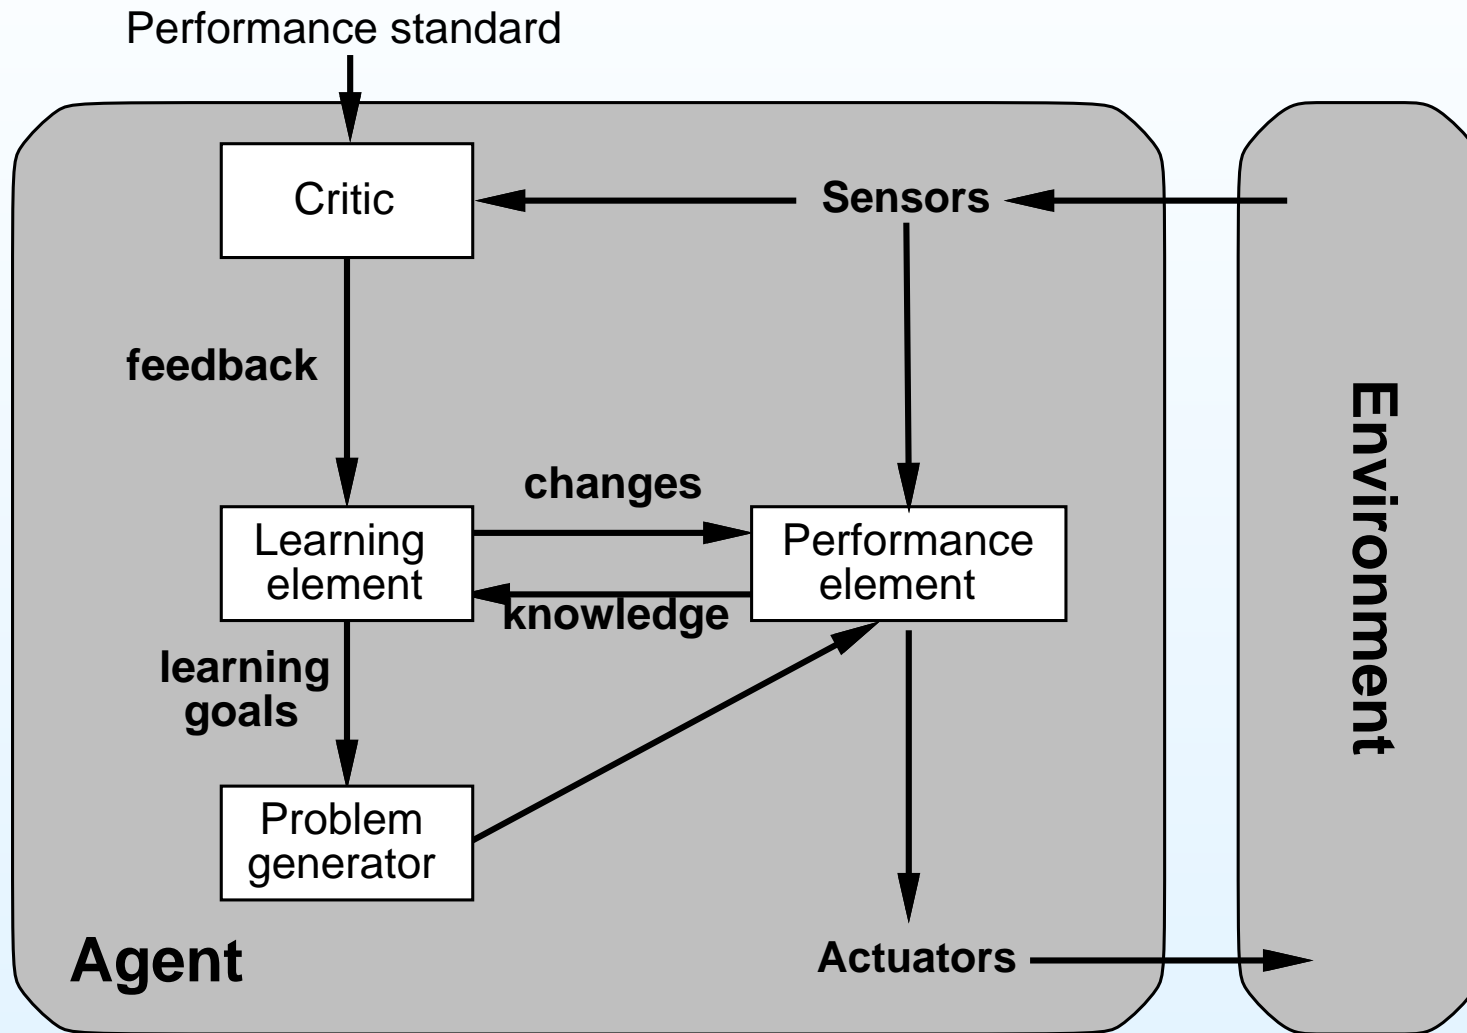 Performance standard
Critic
Sensors
feedback
changes
Learning
element
Performance
element
knowledge
learning
goals
Problem
generator
Agent
Actuators
Environment